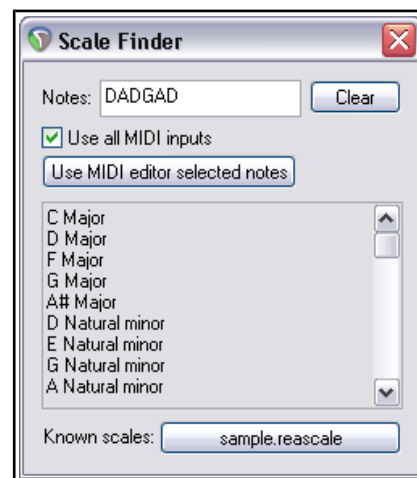 Scale Finder
Notes: DADGAD Clear
Use all MIDI inputs
Use MIDI editor selected notes
C Major
D Major
F Major
G Major
A# Major
D Natural minor
E Natural minor
G Natural minor
A Natural minor
Known scales: sample.reascale